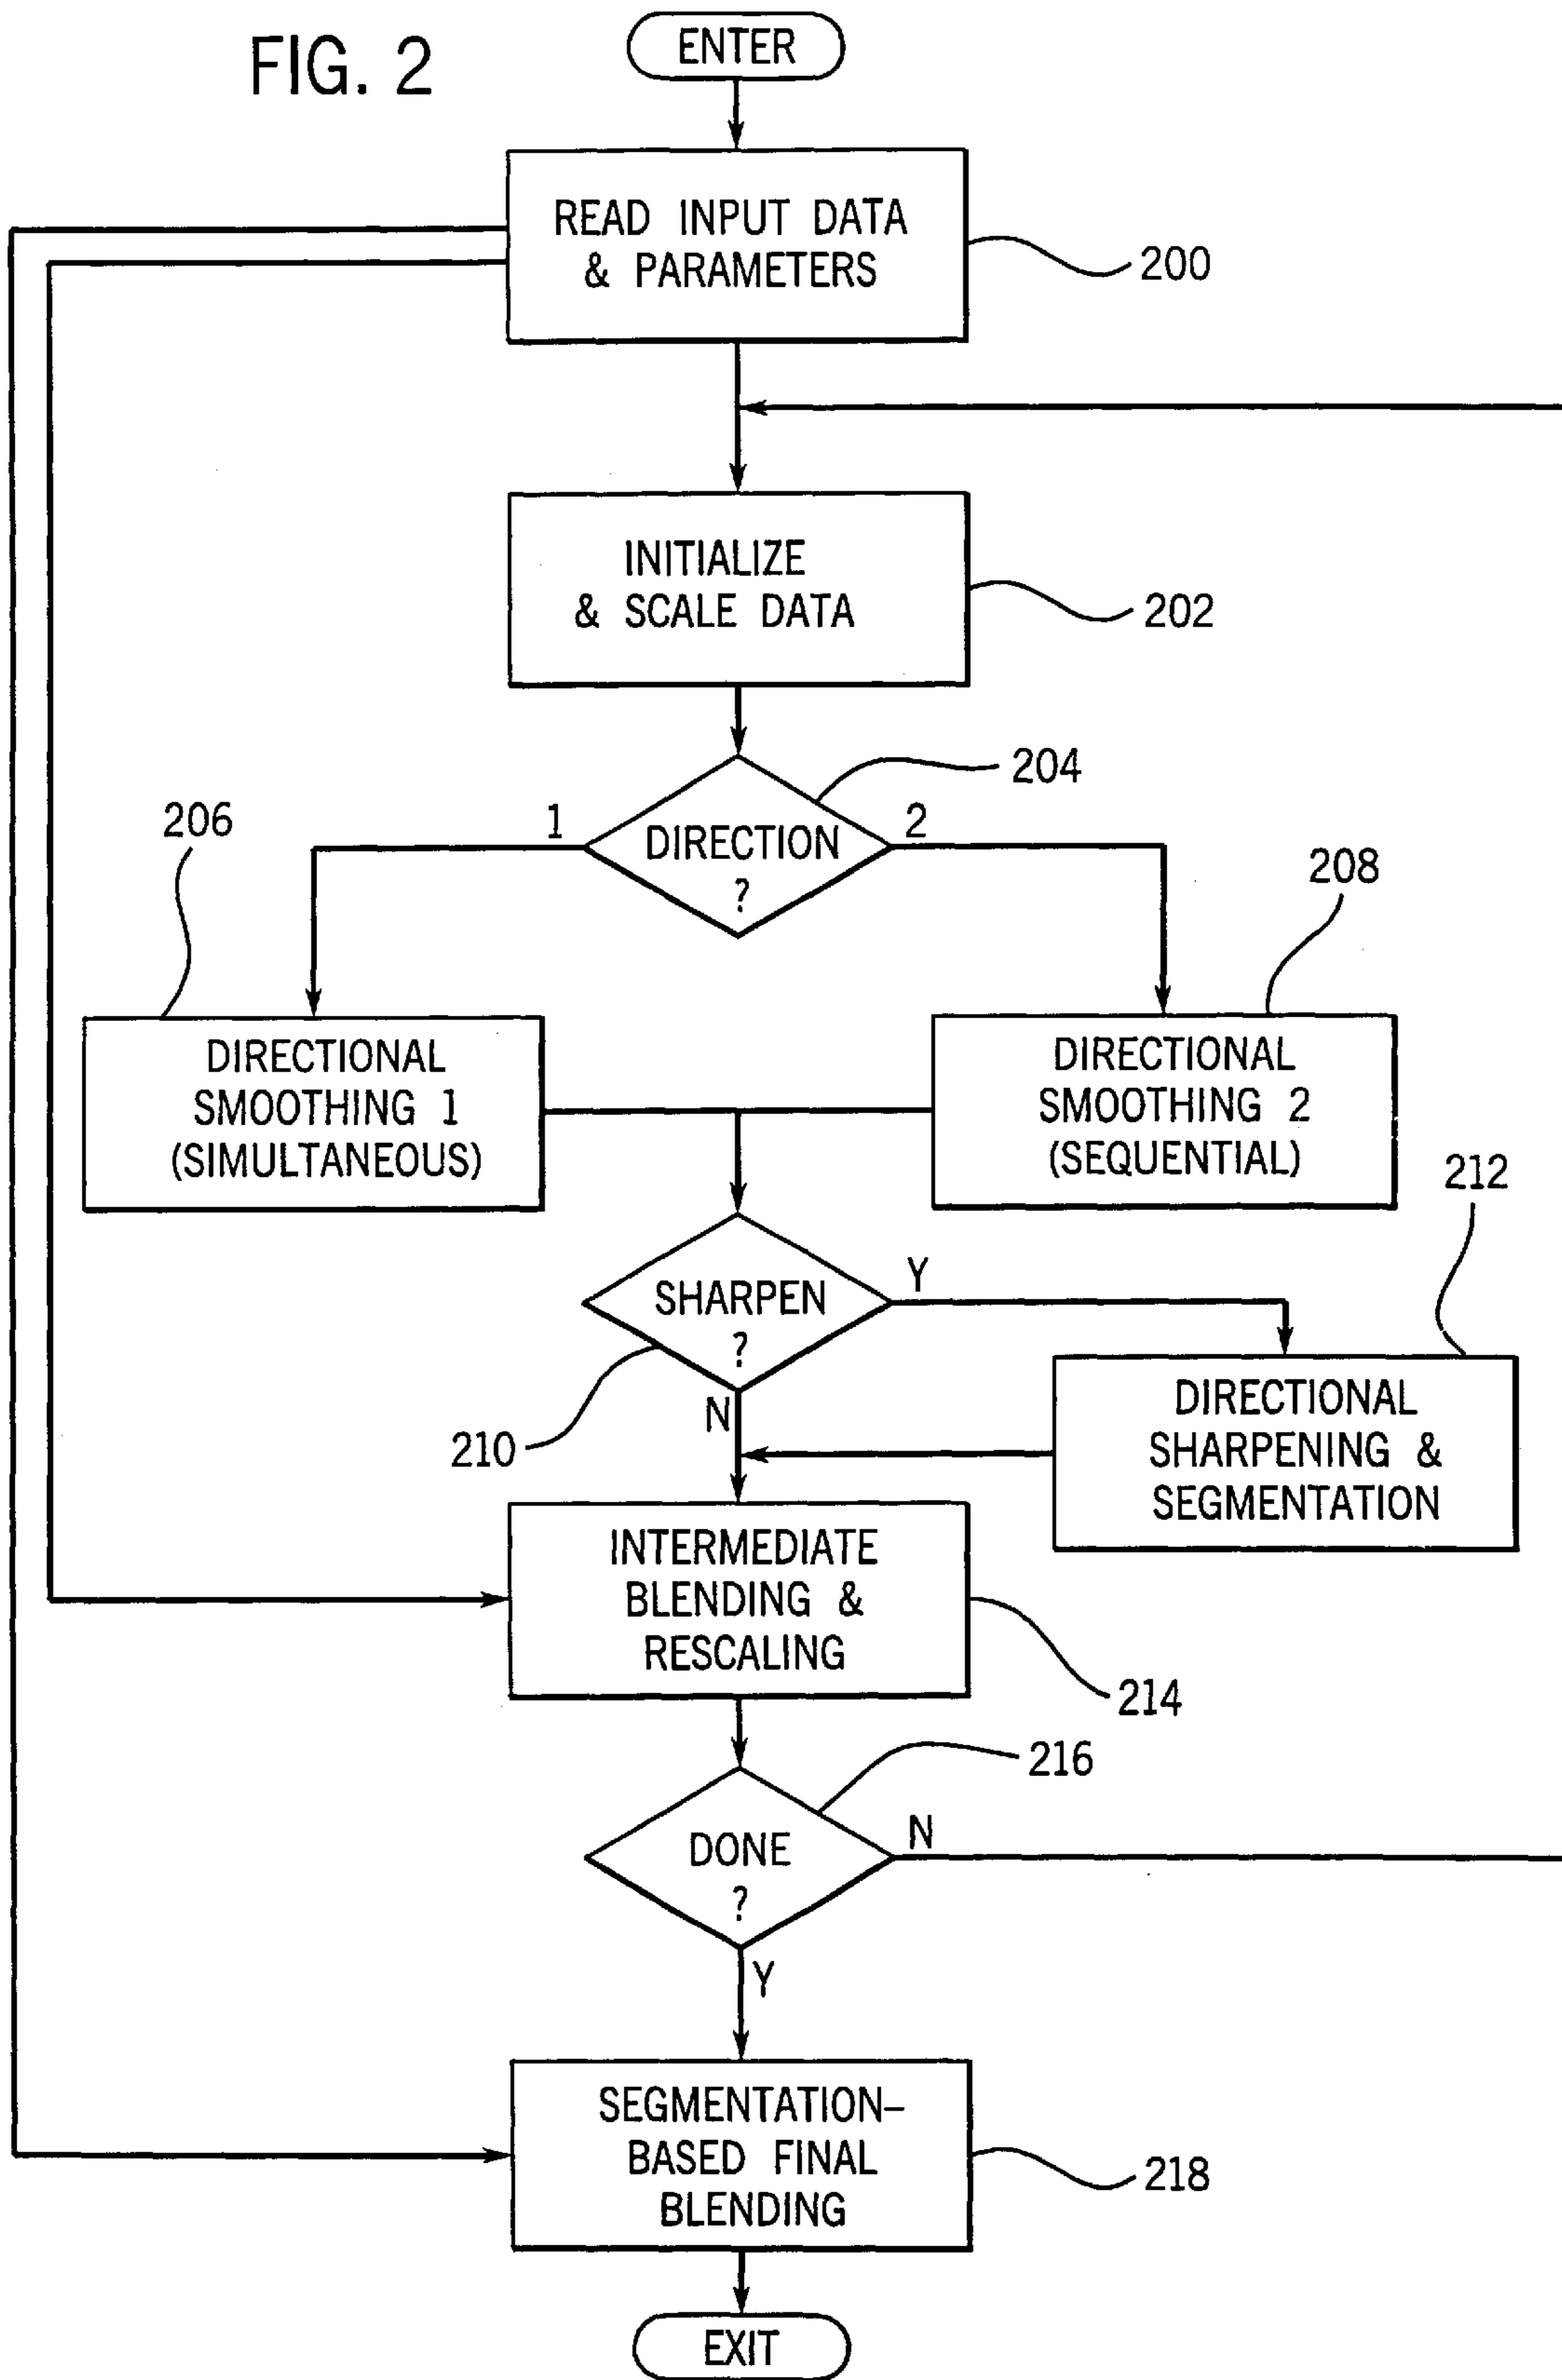 FIG. 2
ENTER
READ INPUT DATA
& PARAMETERS
200
INITIALIZE
& SCALE DATA
202
204
206
1
DIRECTION
?
2
208
DIRECTIONAL
SMOOTHING 1
(SIMULTANEOUS)
DIRECTIONAL
SMOOTHING 2
(SEQUENTIAL)
212
SHARPEN
?
Y
N
210
DIRECTIONAL
SHARPENING &
SEGMENTATION
INTERMEDIATE
BLENDING &
RESCALING
214
216
DONE
?
N
Y
SEGMENTATION–
BASED FINAL
BLENDING
218
EXIT